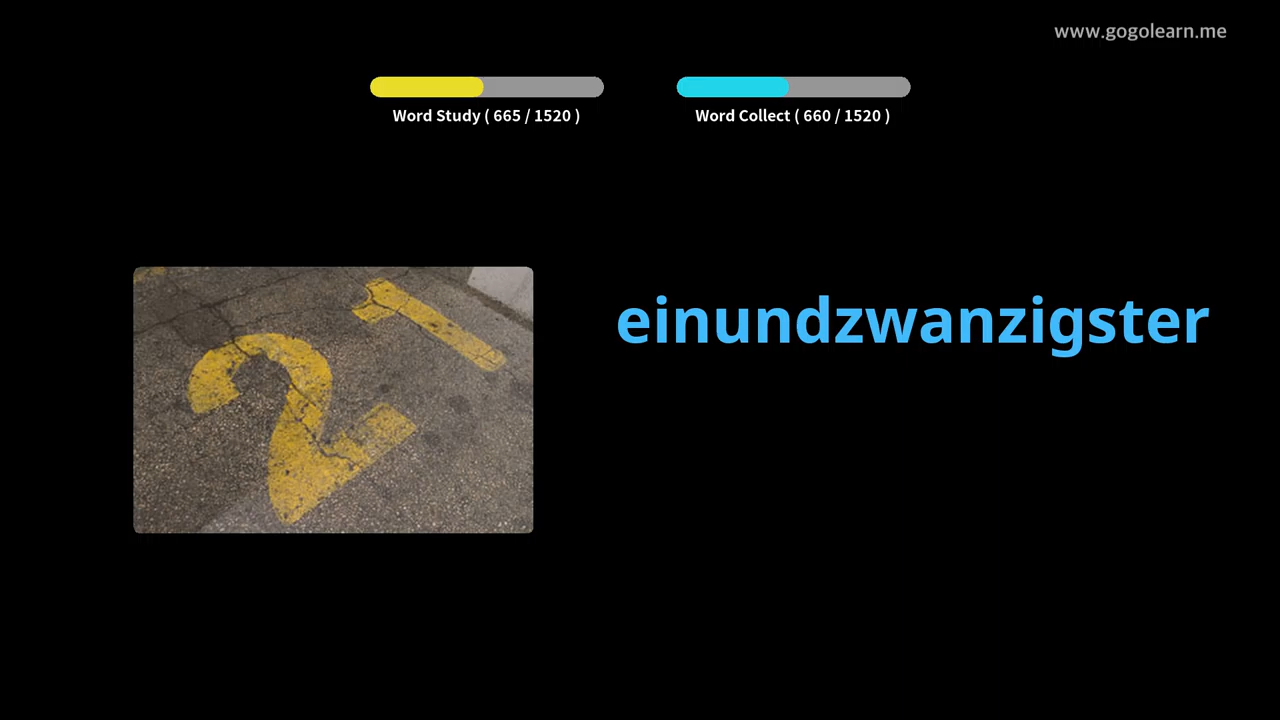 www.gogolearn.me
Word Study ( 665 / 1520 )
Word Collect ( 660 / 1520 )
21
einundzwanzigster